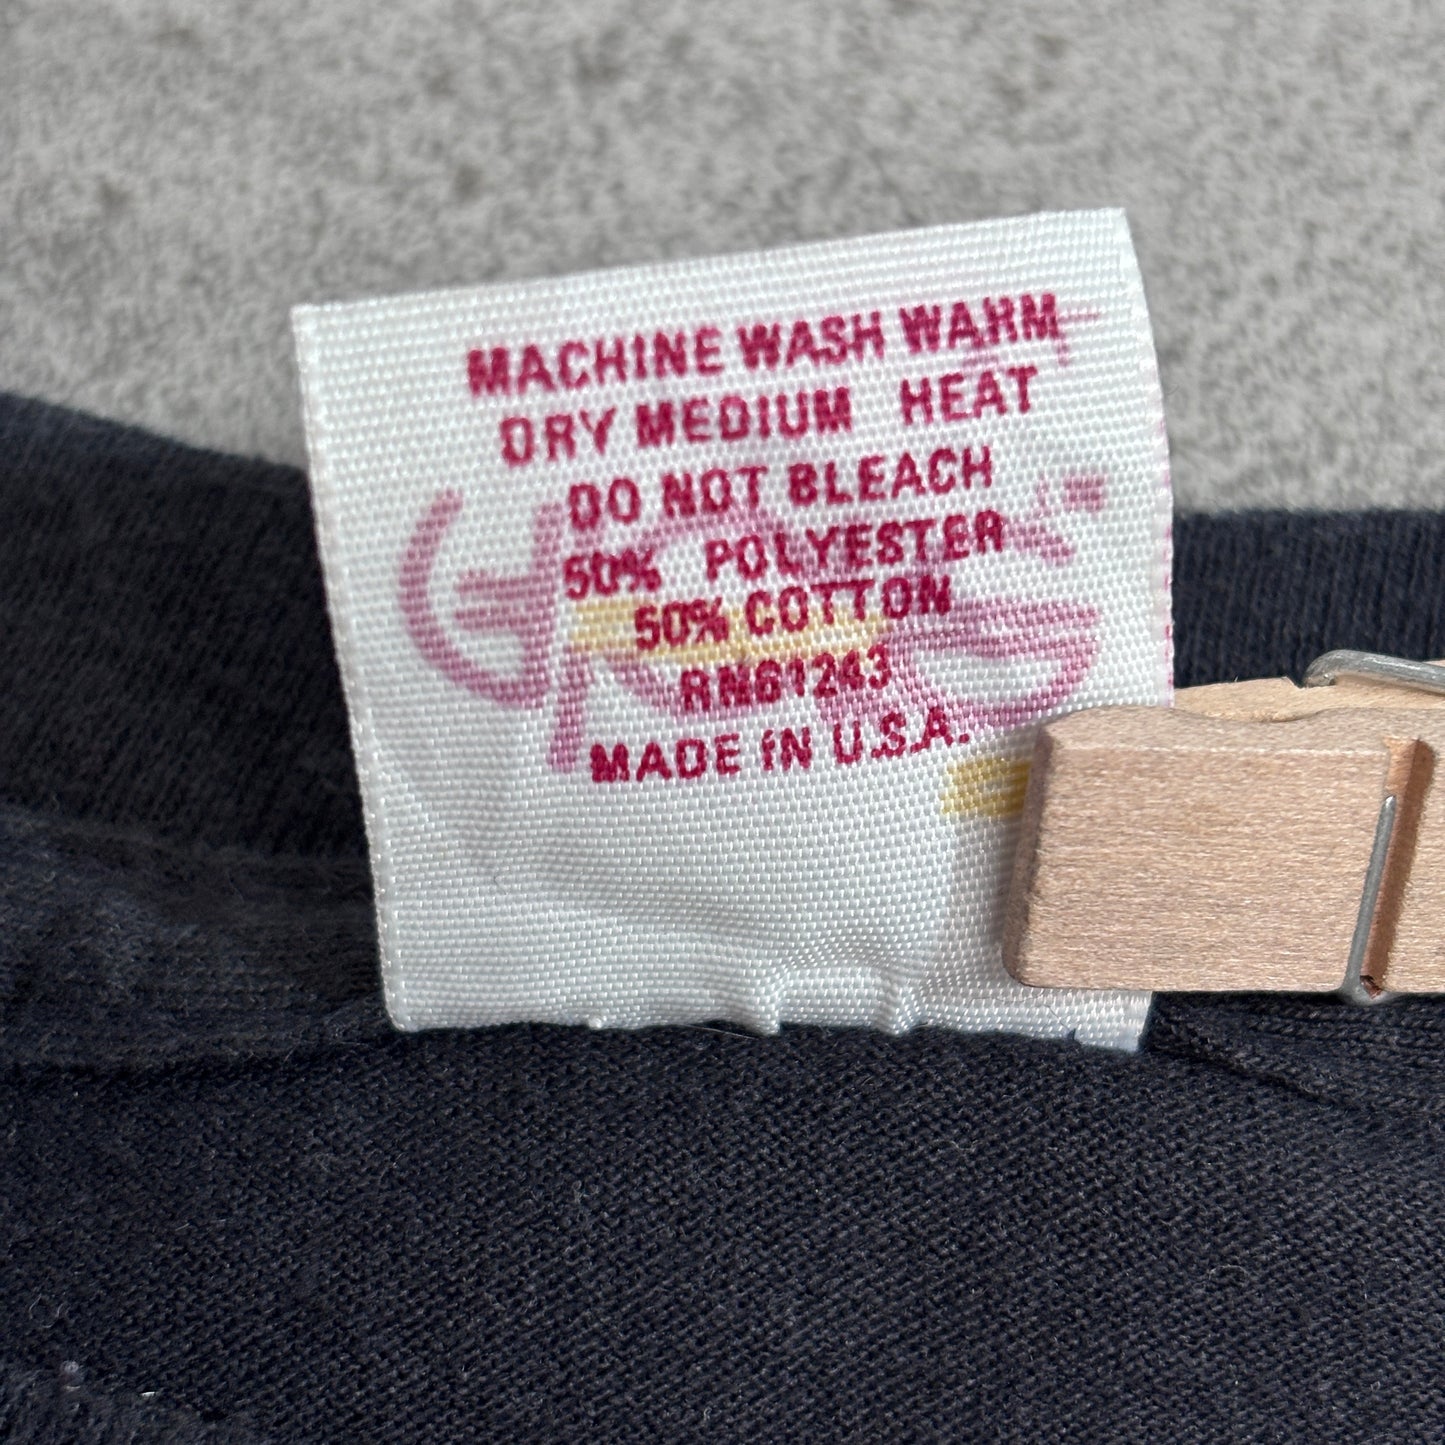 MACHINE WASH WARM
DRY MEDIUM HEAT
DO NOT BLEACH
50% POLYESTER
50% COTTON
RN61243
MADE IN U.S.A.